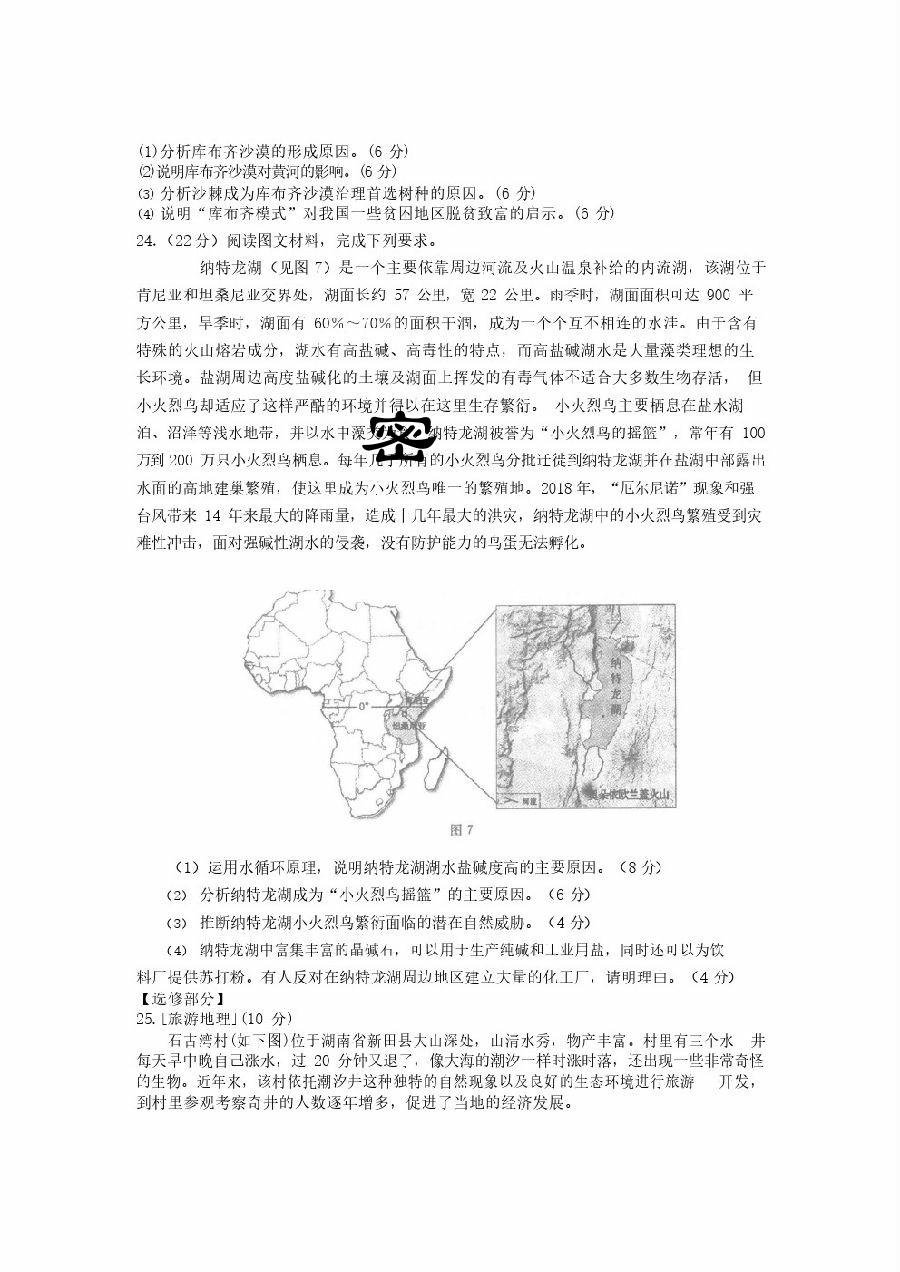 (1)分析库布齐沙漠的形成原因。(6 分)
(2)说明库布齐沙漠对黄河的影响。(6 分)
(3) 分析沙棘成为库布齐沙漠治理首选树种的原因。(6 分)
(4) 说明“库布齐模式”对我国一些贫困地区脱贫致富的启示。(6 分)
24.（22 分）阅读图文材料，完成下列要求。
纳特龙湖（见图 7）是一个主要依靠周边河流及火山温泉补给的内流湖，该湖位于
肯尼亚和坦桑尼亚交界处，湖面长约 57 公里，宽 22 公里。雨季时，湖面面积可达 900 平
方公里，旱季时，湖面有 60%～70%的面积干涸，成为一个个互不相连的水洼。由于含有
特殊的火山熔岩成分，湖水有高盐碱、高毒性的特点，而高盐碱湖水是大量藻类理想的生
长环境。盐湖周边高度盐碱化的土壤及湖面上挥发的有毒气体不适合大多数生物存活， 但
小火烈鸟却适应了这样严酷的环境并得以在这里生存繁衍。 小火烈鸟主要栖息在盐水湖
泊、沼泽等浅水地带，并以水中藻 密 纳特龙湖被誉为“小火烈鸟的摇篮”，常年有 100
万到 200 万只小火烈鸟栖息。每年 的小火烈鸟分批迁徙到纳特龙湖并在盐湖中部露出
水面的高地建巢繁殖，使这里成为小火烈鸟唯一的繁殖地。2018 年，“厄尔尼诺”现象和强
台风带来 14 年来最大的降雨量，造成十几年最大的洪灾，纳特龙湖中的小火烈鸟繁殖受到灾
难性冲击，面对强碱性湖水的侵袭，没有防护能力的鸟蛋无法孵化。
0°
坦桑尼亚
纳特龙湖
河流
火山
图 7
（1）运用水循环原理，说明纳特龙湖湖水盐碱度高的主要原因。（8 分）
（2） 分析纳特龙湖成为“小火烈鸟摇篮”的主要原因。（6 分）
（3） 推断纳特龙湖小火烈鸟繁衍面临的潜在自然威胁。（4 分）
（4） 纳特龙湖中富集丰富的晶碱石，可以用于生产纯碱和工业用盐，同时还可以为饮
料厂提供苏打粉。有人反对在纳特龙湖周边地区建立大量的化工厂，请明理由。（4 分）
【选修部分】
25.[旅游地理](10 分)
石古湾村(如下图)位于湖南省新田县大山深处，山清水秀，物产丰富。村里有三个水 井
每天早中晚自己涨水，过 20 分钟又退了，像大海的潮汐一样时涨时落，还出现一些非常奇怪
的生物。近年来，该村依托潮汐井这种独特的自然现象以及良好的生态环境进行旅游 开发，
到村里参观考察奇井的人数逐年增多，促进了当地的经济发展。